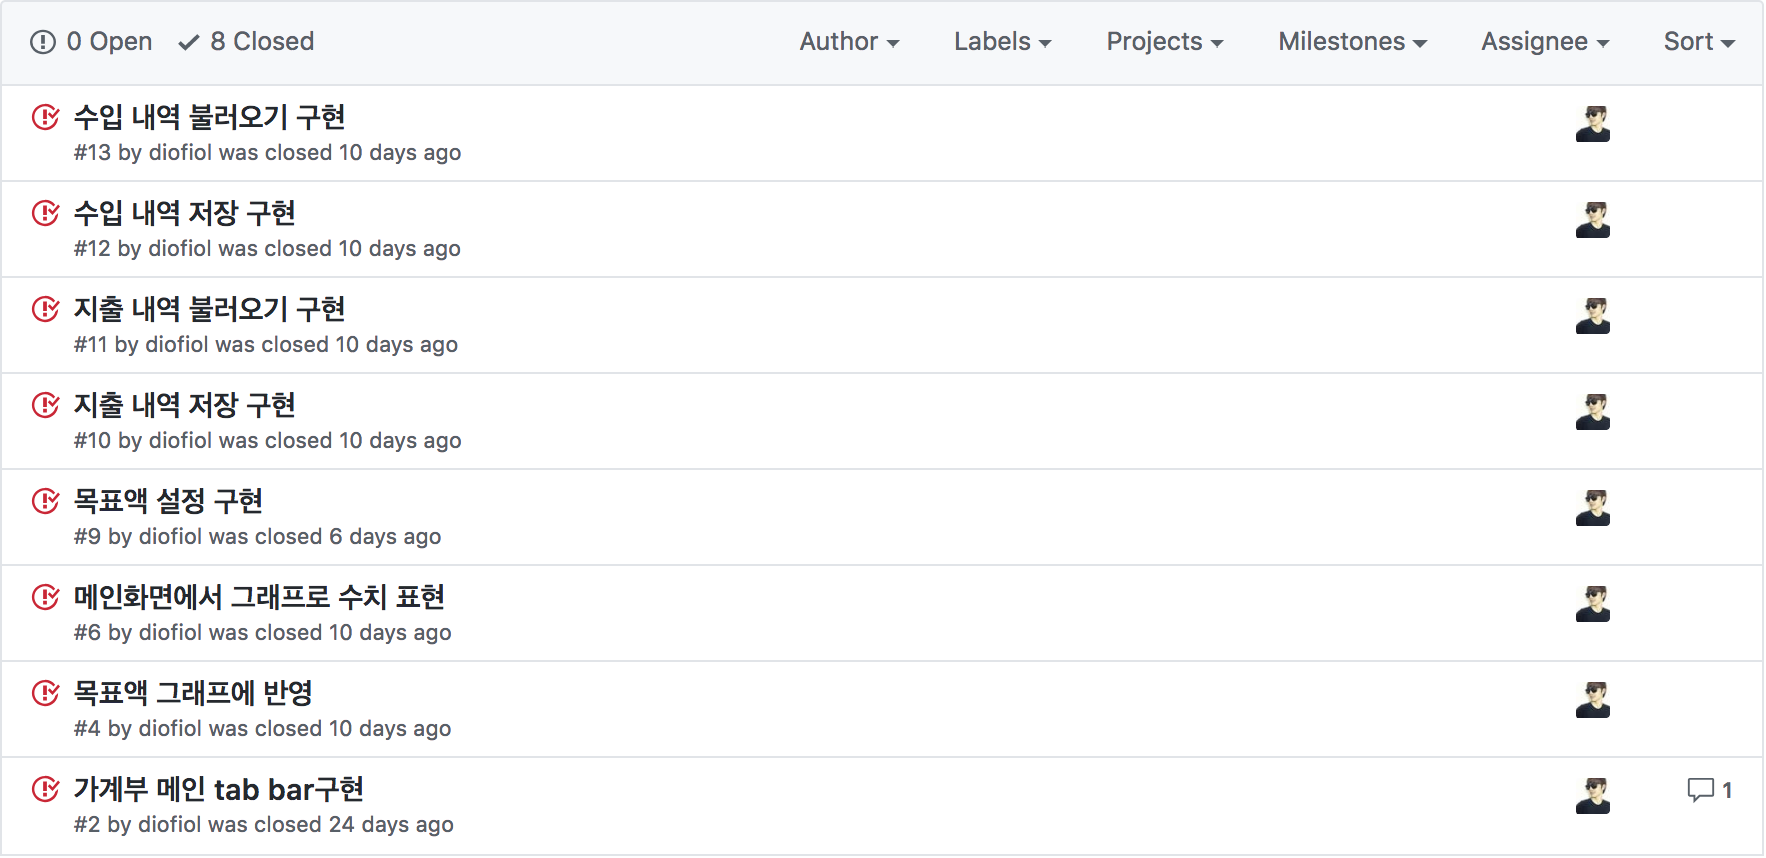 0 Open 8 Closed Author Labels Projects Milestones Assignee Sort
수입 내역 불러오기 구현
#13 by diofiol was closed 10 days ago
수입 내역 저장 구현
#12 by diofiol was closed 10 days ago
지출 내역 불러오기 구현
#11 by diofiol was closed 10 days ago
지출 내역 저장 구현
#10 by diofiol was closed 10 days ago
목표액 설정 구현
#9 by diofiol was closed 6 days ago
메인화면에서 그래프로 수치 표현
#6 by diofiol was closed 10 days ago
목표액 그래프에 반영
#4 by diofiol was closed 10 days ago
가계부 메인 tab bar구현 1
#2 by diofiol was closed 24 days ago